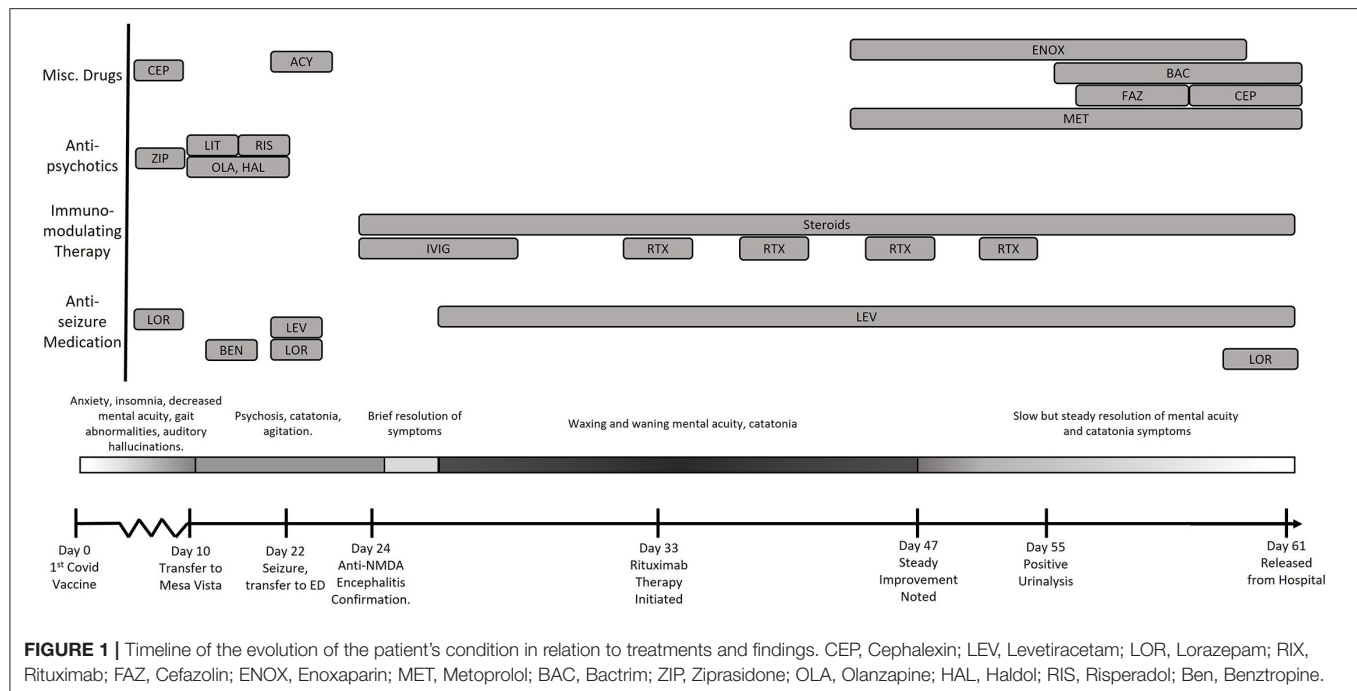 Misc. Drugs
CEP
ACY
ENOX
BAC
FAZ
CEP
MET
Anti-
psychotics
ZIP
LIT
RIS
OLA, HAL
Immuno-
modulating
Therapy
Steroids
IVIG
RTX
RTX
RTX
RTX
Anti-
seizure
Medication
LOR
BEN
LEV
LOR
LEV
LOR
Anxiety, insomnia, decreased
mental acuity, gait
abnormalities, auditory
hallucinations.
Psychosis, catatonia,
agitation.
Brief resolution of
symptoms
Waxing and waning mental acuity, catatonia
Slow but steady resolution of mental acuity
and catatonia symptoms
Day 0
1st Covid
Vaccine
Day 10
Transfer to
Mesa Vista
Day 22
Seizure,
transfer to ED
Day 24
Anti-NMDA
Encephalitis
Confirmation.
Day 33
Rituximab
Therapy
Initiated
Day 47
Steady
Improvement
Noted
Day 55
Positive
Urinalysis
Day 61
Released
from Hospital
FIGURE 1 | Timeline of the evolution of the patient's condition in relation to treatments and findings. CEP, Cephalexin; LEV, Levetiracetam; LOR, Lorazepam; RIX,
Rituximab; FAZ, Cefazolin; ENOX, Enoxaparin; MET, Metoprolol; BAC, Bactrim; ZIP, Ziprasidone; OLA, Olanzapine; HAL, Haldol; RIS, Risperadol; Ben, Benztropine.